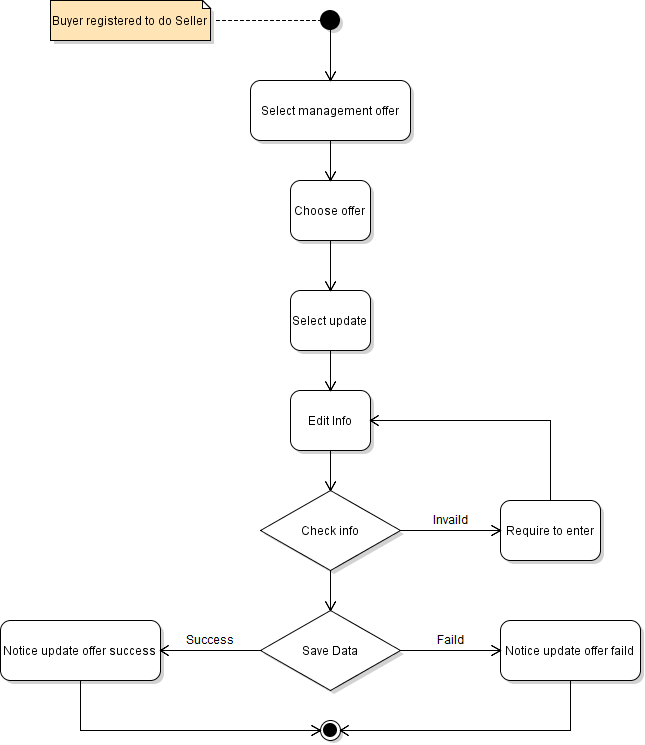 Buyer registered to do Seller
Select management offer
Choose offer
Select update
Edit Info
Check info
Invaild
Require to enter
Notice update offer success
Success
Save Data
Faild
Notice update offer faild